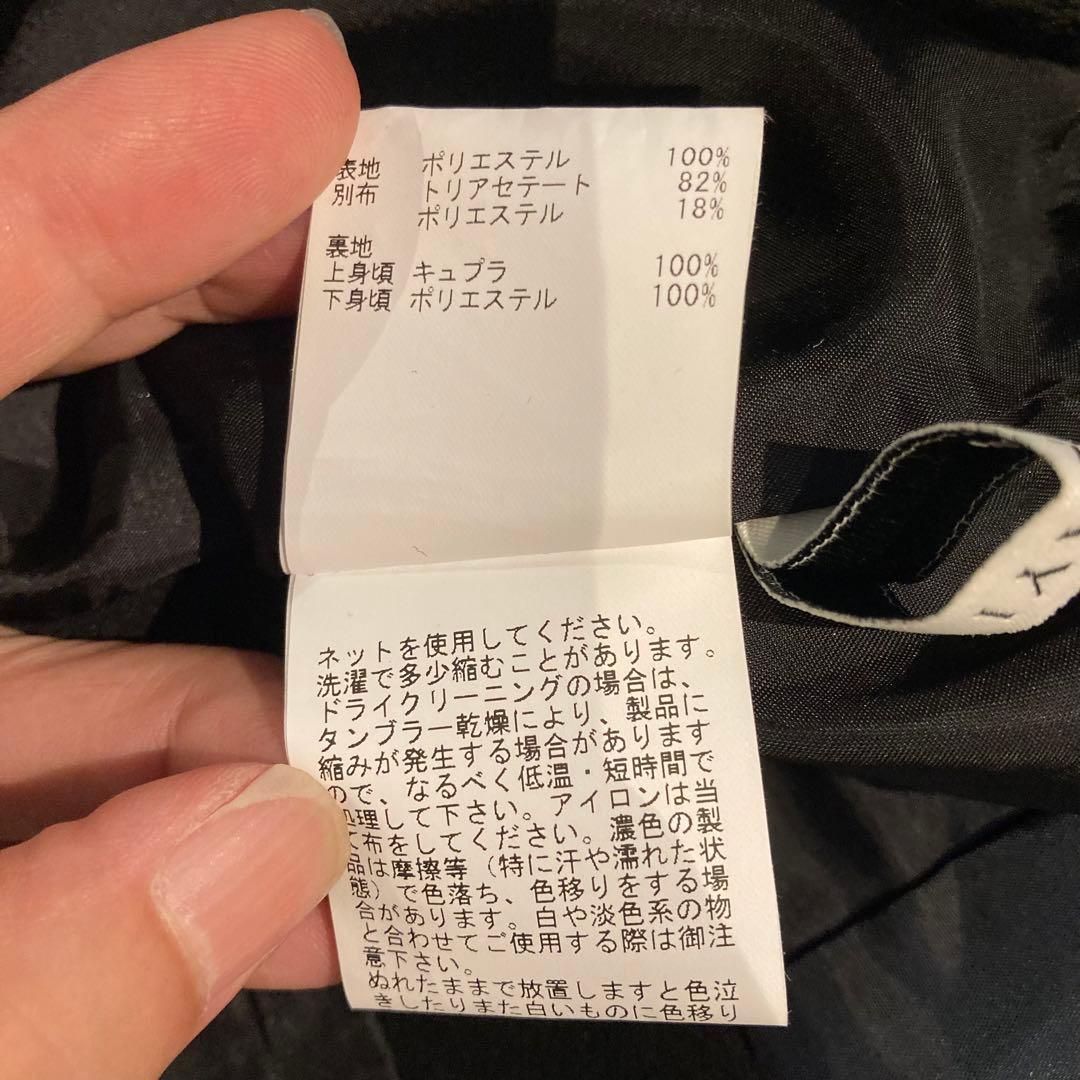 表地 ポリエステル 100%
別布 トリアセテート 82%
ポリエステル 18%
裏地
上身頃 キュプラ 100%
下身頃 ポリエステル 100%
ネットを使用してください。
洗濯で多少縮むことがあります。
ドライクリーニングの場合は、
タンブラー乾燥により、製品に
縮みが発生する場合があります
ので、なるべく低温・短時間で
処理して下さい。アイロンは当
て布をしてください。濃色の製
品は摩擦等（特に汗や濡れた状
態）で色落ち、色移りをする場
合があります。白や淡色系の物
と合わせてご使用する際は御注
意下さい。
ぬれたままで放置しますと色泣
きしたりまた白いものに色移り